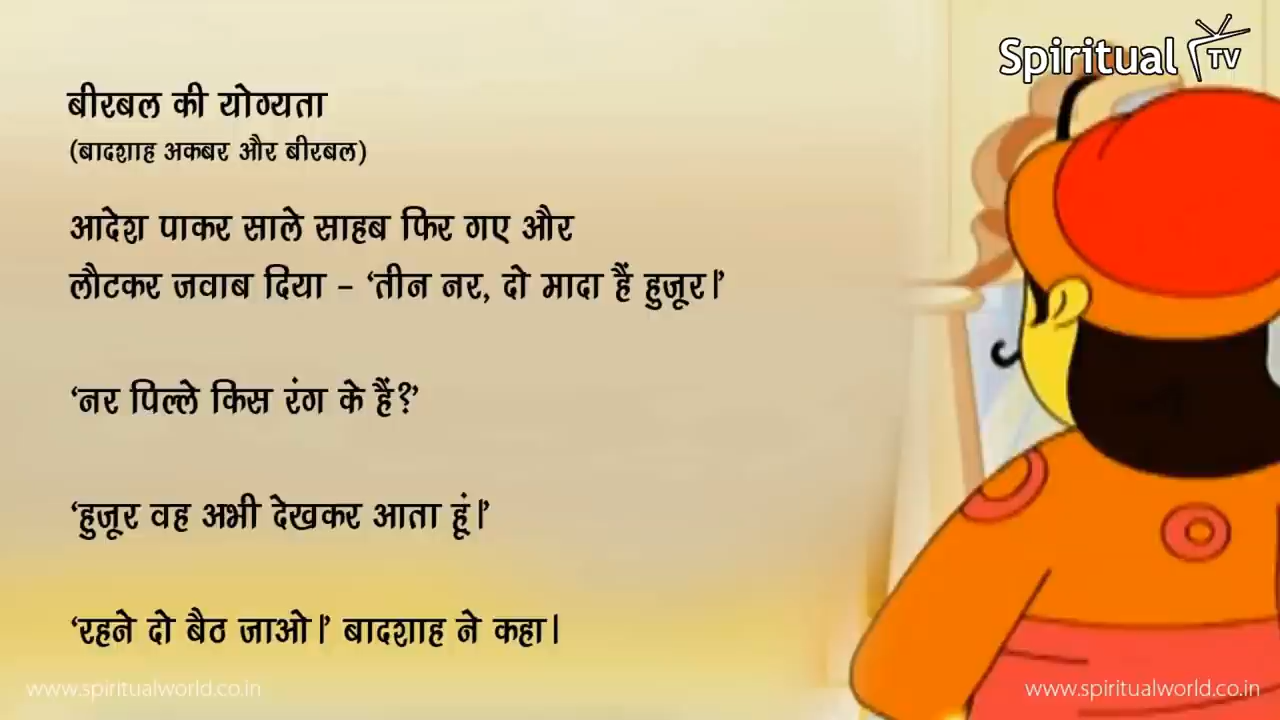 Spiritual TV
बीरबल की योग्यता
(बादशाह अकबर और बीरबल)
आदेश पाकर साले साहब फिर गए और
लौटकर जवाब दिया – ‘तीन नर, दो मादा हैं हुजूर।’
‘नर पिल्ले किस रंग के हैं?’
‘हुजूर वह अभी देखकर आता हूं।’
‘रहने दो बैठ जाओ।’ बादशाह ने कहा।
www.spiritualworld.co.in
www.spiritualworld.co.in